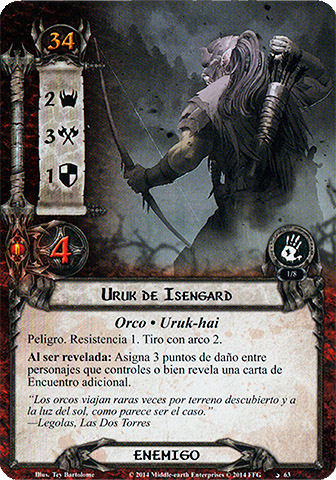 34
2
3
1
4
1/8
Uruk de Isengard
Orco • Uruk-hai
Peligro. Resistencia 1. Tiro con arco 2.
Al ser revelada: Asigna 3 puntos de daño entre
personajes que controles o bien revela una carta de
Encuentro adicional.
“Los orcos viajan raras veces por terreno descubierto y a
la luz del sol, como parece ser el caso.”
—Legolas, Las Dos Torres
ENEMIGO
Illus. Tey Bartolome
© 2014 Middle-earth Enterprises © 2014 FFG
63